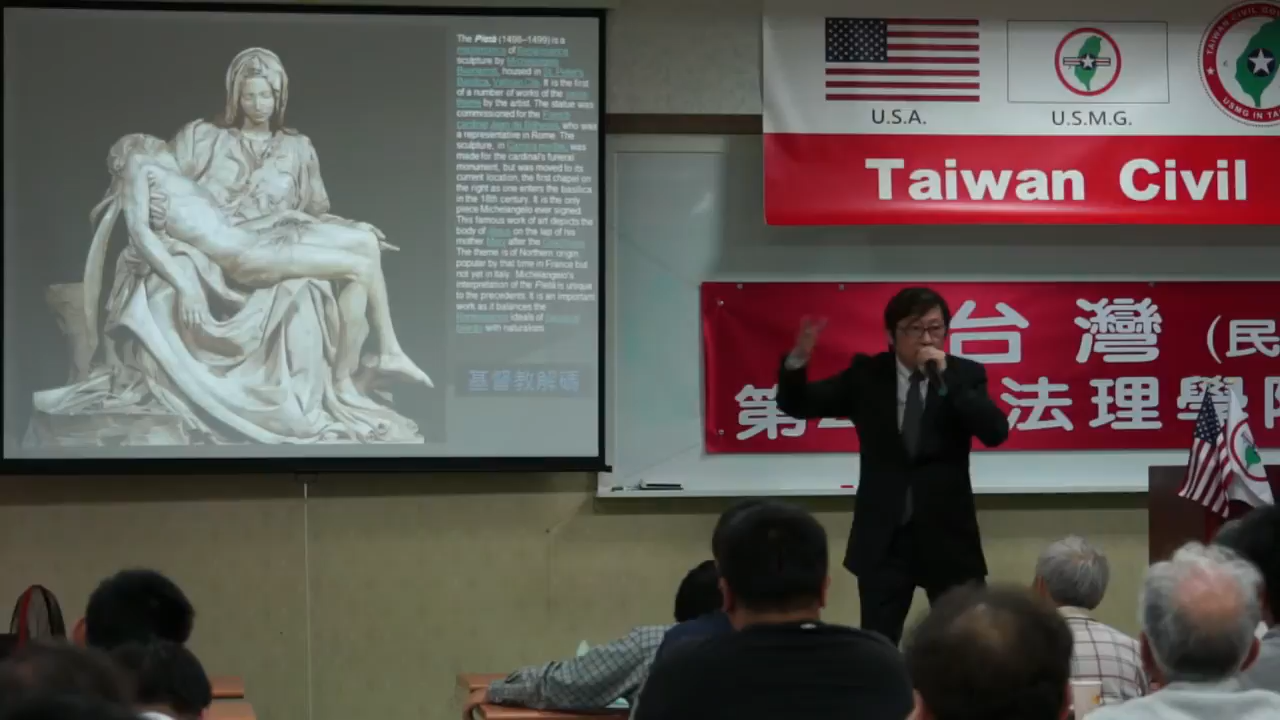 The Pietà (1498–1499) is a
masterpiece of Renaissance
sculpture by Michelangelo
Buonarroti, housed in St. Peter's
Basilica, Vatican City. It is the first
of a number of works of the same
theme by the artist. The statue was
commissioned for the French
cardinal Jean de Bilhères, who was
a representative in Rome. The
sculpture, in Carrara marble, was
made for the cardinal's funeral
monument, but was moved to its
current location, the first chapel on
the right as one enters the basilica
in the 18th century. It is the only
piece Michelangelo ever signed.
This famous work of art depicts the
body of Jesus on the lap of his
mother Mary after the Crucifixion.
The theme is of Northern origin,
popular by that time in France but
not yet in Italy. Michelangelo's
interpretation of the Pietà is unique
to the precedents. It is an important
work as it balances the
Renaissance ideals of classical
beauty with naturalism.
基督教解碼
U.S.A.
U.S.M.G.
TAIWAN CIVIL
USMG IN TA
Taiwan Civil
台灣(民
第 法理學院